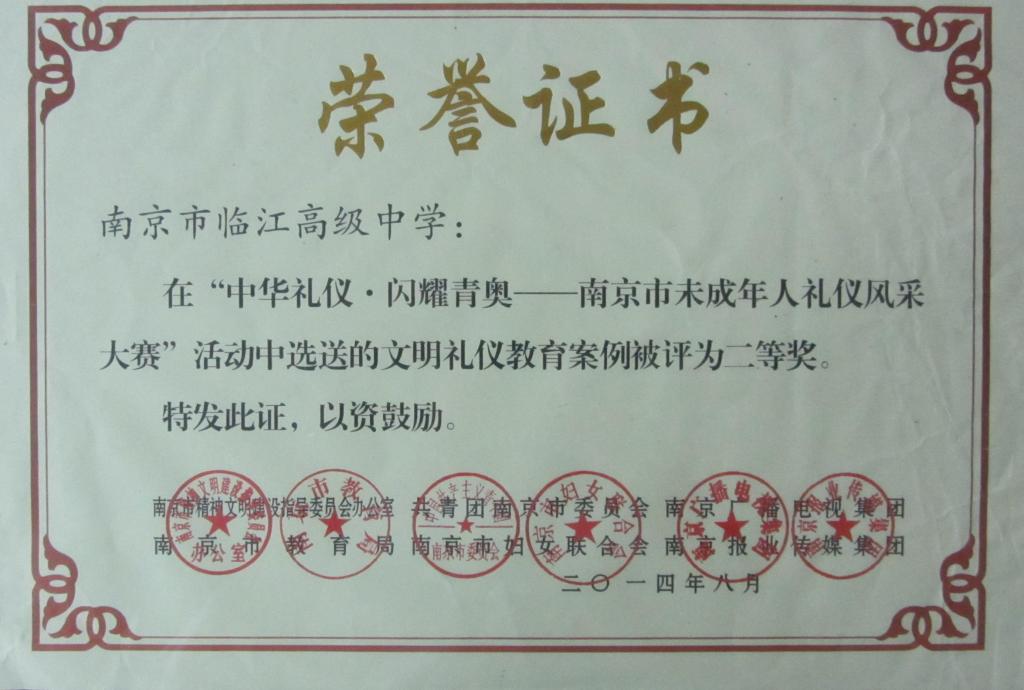 荣誉证书
南京市临江高级中学：
在“中华礼仪·闪耀青奥——南京市未成年人礼仪风采
大赛”活动中选送的文明礼仪教育案例被评为二等奖。
特发此证，以资鼓励。
南京市精神文明建设指导委员会办公室 共青团南京市委员会 南京广播电视集团
南京市教育局 南京市妇女联合会 南京报业传媒集团
二〇一四年八月